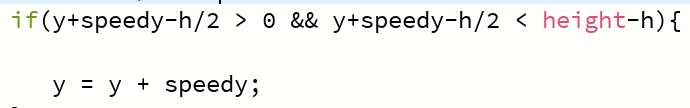 if(y+speedy-h/2 > 0 && y+speedy-h/2 < height-h){
y = y + speedy;